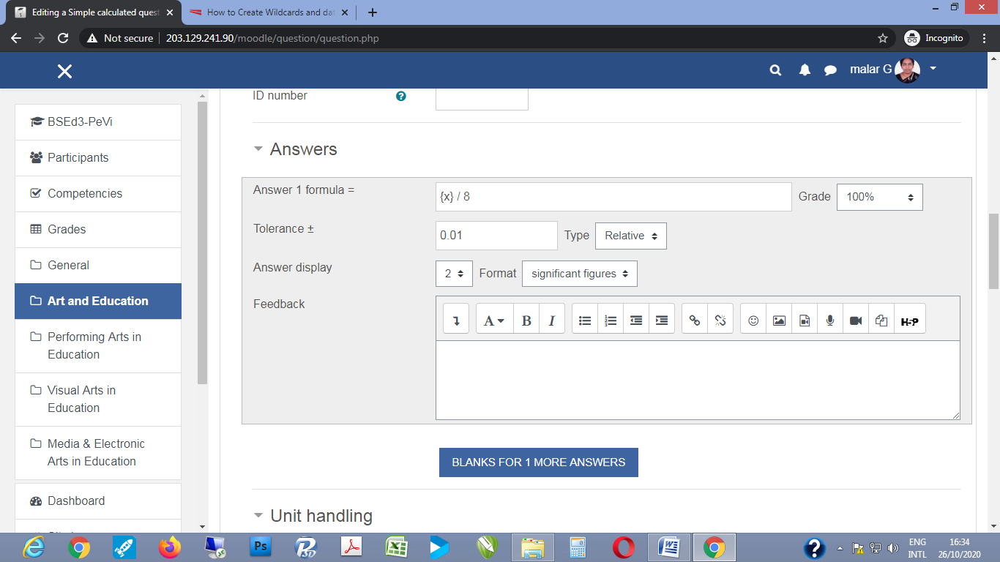 Editing a Simple calculated quest
How to Create Wildcards and dat
Not secure 203.129.241.90/moodle/question/question.php
Incognito
malar G
ID number
BSEd3-PeVi
Participants
Competencies
Grades
General
Art and Education
Performing Arts in
Education
Visual Arts in
Education
Media & Electronic
Arts in Education
Dashboard
Answers
Answer 1 formula = {x} / 8 Grade 100%
Tolerance ± 0.01 Type Relative
Answer display 2 Format significant figures
Feedback
A B I H5P
BLANKS FOR 1 MORE ANSWERS
Unit handling
Ps
ENG
INTL
16:34
26/10/2020